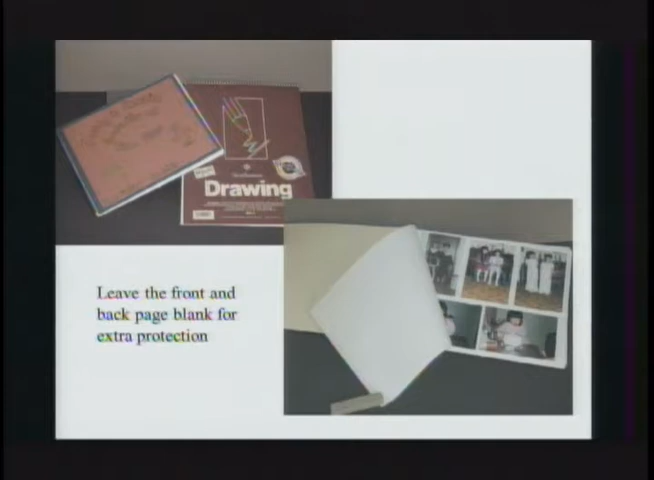 Drawing
Leave the front and
back page blank for
extra protection